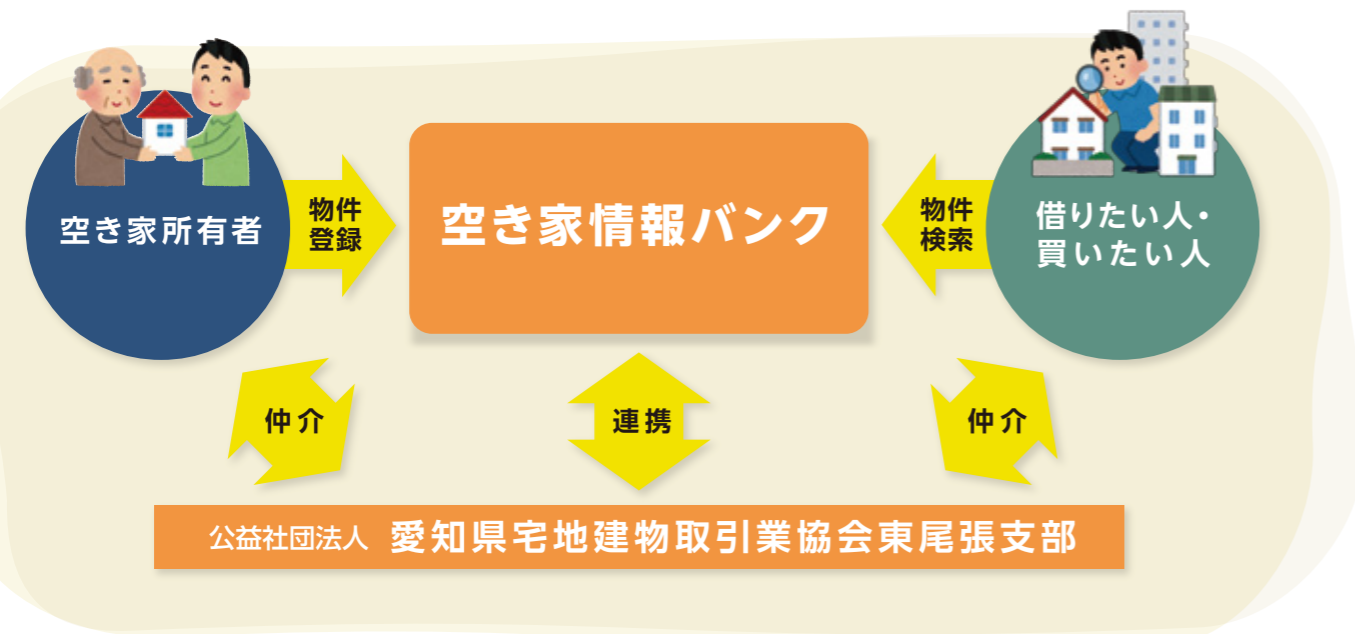 空き家所有者
物件
登録
空き家情報バンク
物件
検索
借りたい人・
買いたい人
仲介
連携
仲介
公益社団法人 愛知県宅地建物取引業協会東尾張支部